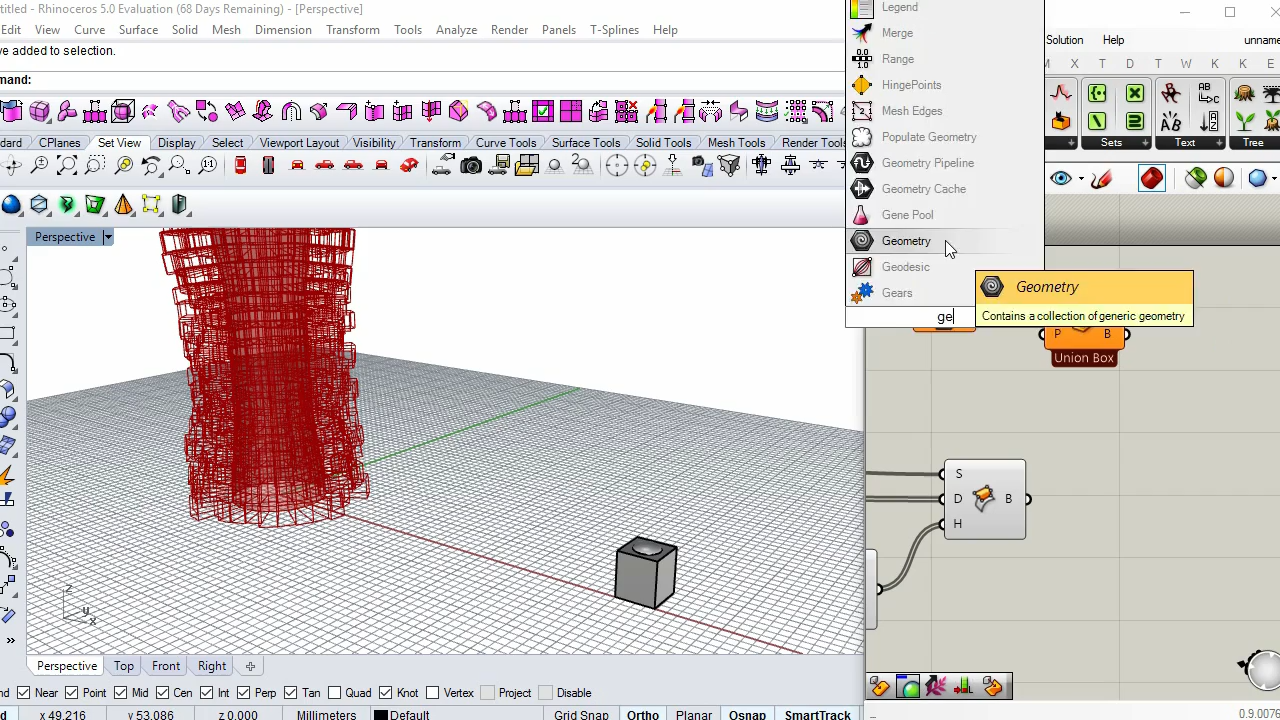 ntitled - Rhinoceros 5.0 Evaluation (68 Days Remaining) - [Perspective]
Edit View Curve Surface Solid Mesh Dimension Transform Tools Analyze Render Panels T-Splines Help
ve added to selection.
mand:
dard CPlanes Set View Display Select Viewport Layout Visibility Transform Curve Tools Surface Tools Solid Tools Mesh Tools Render Tools
Perspective
Legend
Merge
Range
HingePoints
Mesh Edges
Populate Geometry
Geometry Pipeline
Geometry Cache
Gene Pool
Geometry
Geodesic
Gears
ge
Geometry
Contains a collection of generic geometry
Solution Help
unname
M X T D T W K K E
Sets Text Tree
P B
Union Box
S
D B
H
z
y
x
Perspective Top Front Right
nd Near Point Mid Cen Int Perp Tan Quad Knot Vertex Project Disable
x 49.216 y 53.086 z 0.000 Millimeters Default Grid Snap Ortho Planar Osnap SmartTrack
0.9.0076